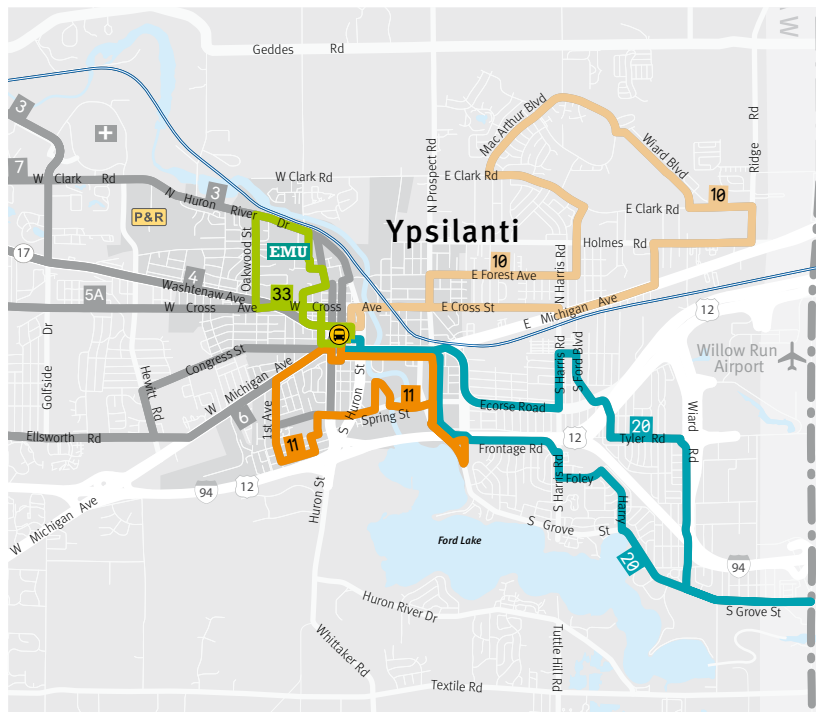 Geddes Rd
W
3
7
W Clark Rd
N Huron River Dr
3
P&R
W Clark Rd
N Prospect Rd
E Clark Rd
Mac Arthur Blvd
Wiard Blvd
Ridge Rd
10
E Clark Rd
Holmes Rd
Ypsilanti
EMU
Oakwood St
17
4
Washtenaw Ave
5A
W Cross Ave
33
W Cross Ave
10
E Forest Ave
E Cross St
N Harris Rd
E Michigan Ave
12
Willow Run
Airport
Golfside Dr
Hewitt Rd
Congress St
W Michigan Ave
6
1st Ave
11
S Huron St
Spring St
11
Ecorse Road
S Harris Rd
S Ford Blvd
20
Tyler Rd
Wiard Rd
12
Ellsworth Rd
Frontage Rd
S Harris Rd
Foley
Harry
S Grove St
20
94
12
W Michigan Ave
Huron St
Ford Lake
94
S Grove St
Huron River Dr
Whittaker Rd
Tuttle Hill Rd
Textile Rd